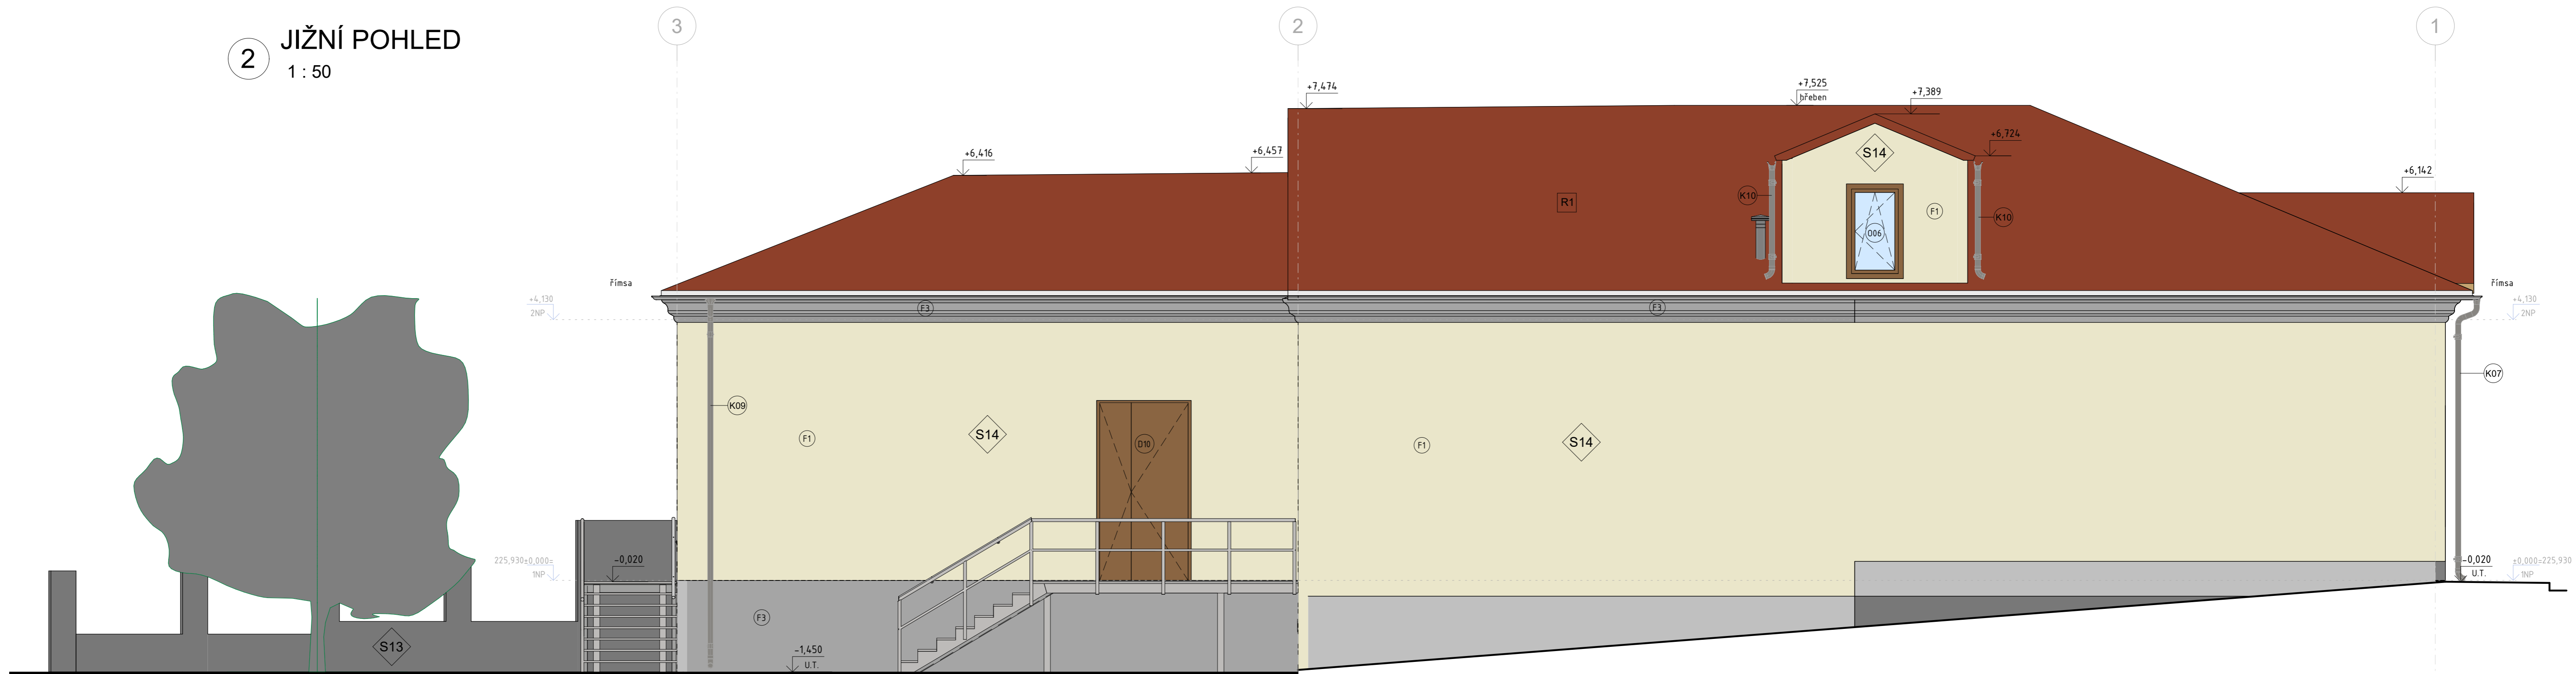 2
JIŽNÍ POHLED
1 : 50
3
2
1
+7,474
+7,525
hřeben
+7,389
+6,724
+6,416
+6,457
+6,142
S14
R1
K10
F1
K10
O06
římsa
římsa
+4,130
2NP
F3
F3
+4,130
2NP
K09
F1
S14
D10
F1
S14
K07
225,930±0,000=
1NP
-0,020
-0,020
U.T.
±0,000=225,930
1NP
F3
S13
-1,450
U.T.